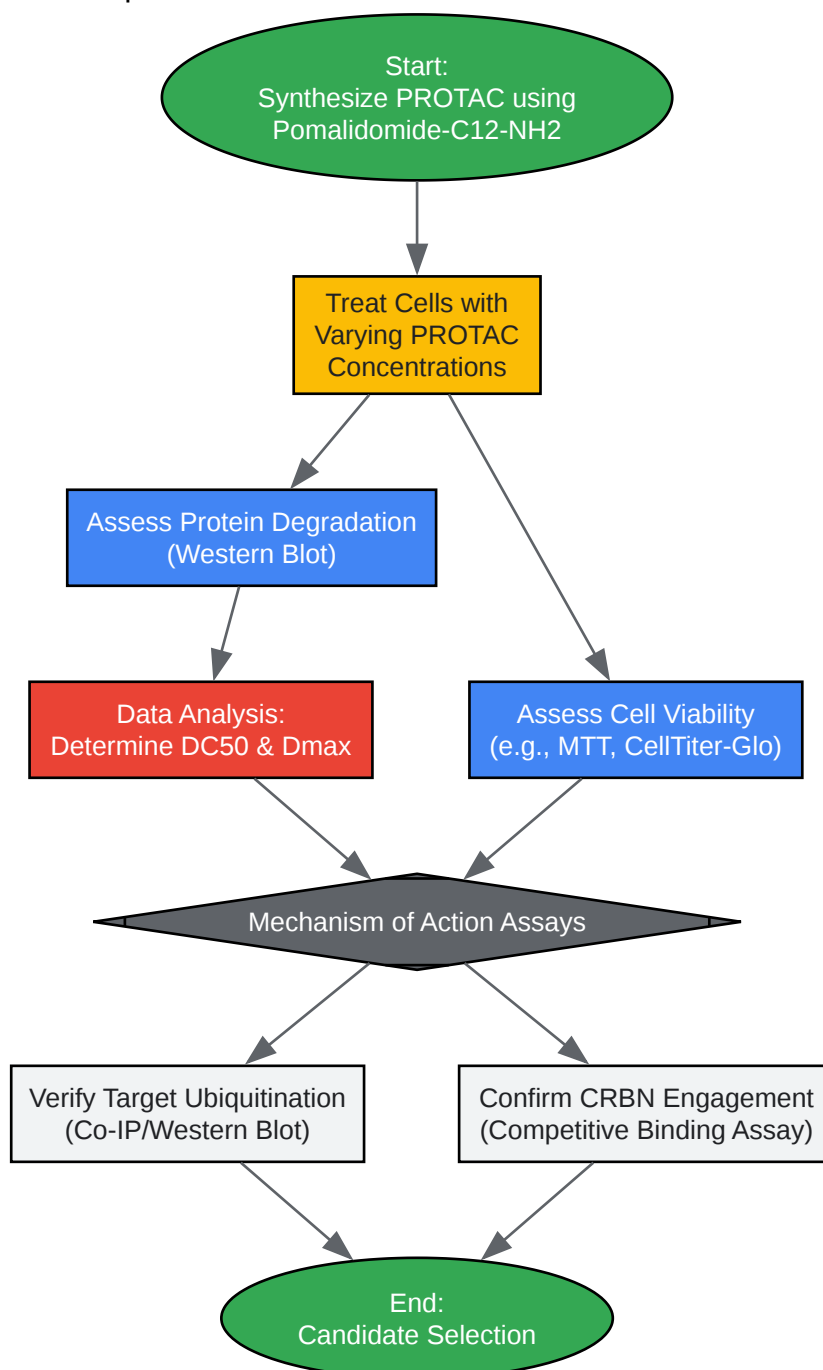 Start:
Synthesize PROTAC using
Pomalidomide-C12-NH2
Treat Cells with
Varying PROTAC
Concentrations
Assess Protein Degradation
(Western Blot)
Data Analysis:
Determine DC50 & Dmax
Assess Cell Viability
(e.g., MTT, CellTiter-Glo)
Mechanism of Action Assays
Verify Target Ubiquitination
(Co-IP/Western Blot)
Confirm CRBN Engagement
(Competitive Binding Assay)
End:
Candidate Selection